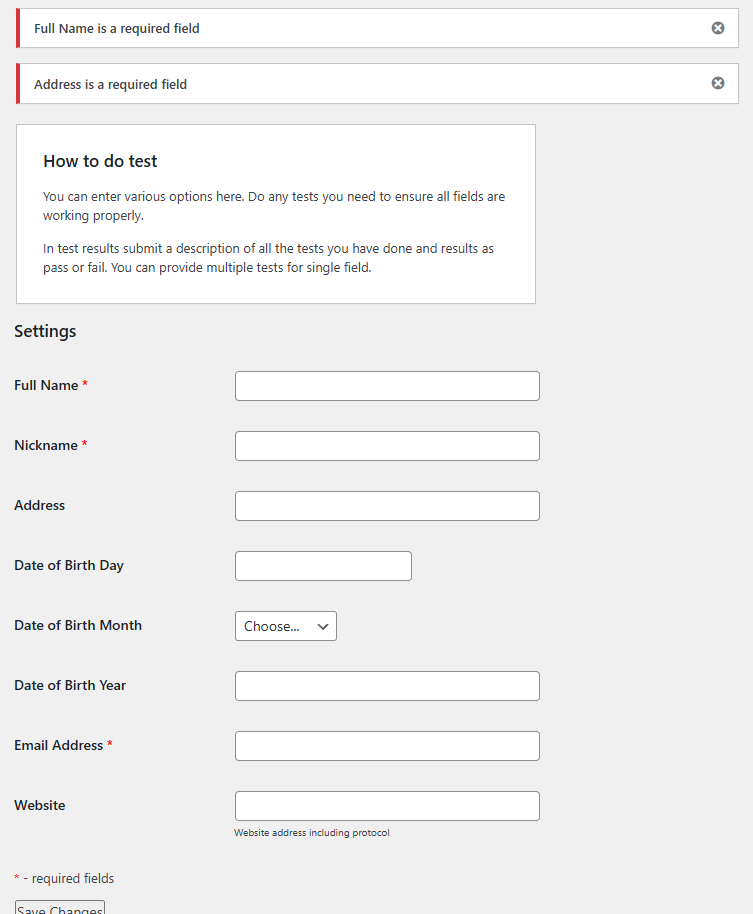 Full Name is a required field
Address is a required field
How to do test
You can enter various options here. Do any tests you need to ensure all fields are
working properly.
In test results submit a description of all the tests you have done and results as
pass or fail. You can provide multiple tests for single field.
Settings
Full Name *
Nickname *
Address
Date of Birth Day
Date of Birth Month
Choose...
Date of Birth Year
Email Address *
Website
Website address including protocol
* - required fields
Save Changes